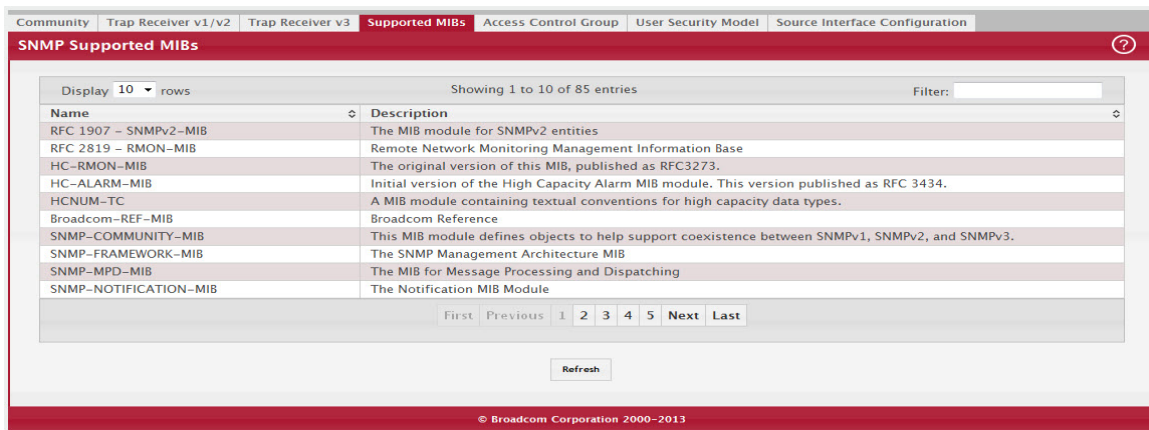 Community Trap Receiver v1/v2 Trap Receiver v3 Supported MIBs Access Control Group User Security Model Source Interface Configuration
SNMP Supported MIBs ?
Display 10 rows Showing 1 to 10 of 85 entries Filter:
Name Description
RFC 1907 - SNMPv2-MIB The MIB module for SNMPv2 entities
RFC 2819 - RMON-MIB Remote Network Monitoring Management Information Base
HC-RMON-MIB The original version of this MIB, published as RFC3273.
HC-ALARM-MIB Initial version of the High Capacity Alarm MIB module. This version published as RFC 3434.
HCNUM-TC A MIB module containing textual conventions for high capacity data types.
Broadcom-REF-MIB Broadcom Reference
SNMP-COMMUNITY-MIB This MIB module defines objects to help support coexistence between SNMPv1, SNMPv2, and SNMPv3.
SNMP-FRAMEWORK-MIB The SNMP Management Architecture MIB
SNMP-MPD-MIB The MIB for Message Processing and Dispatching
SNMP-NOTIFICATION-MIB The Notification MIB Module
First Previous 1 2 3 4 5 Next Last
Refresh
© Broadcom Corporation 2000-2013